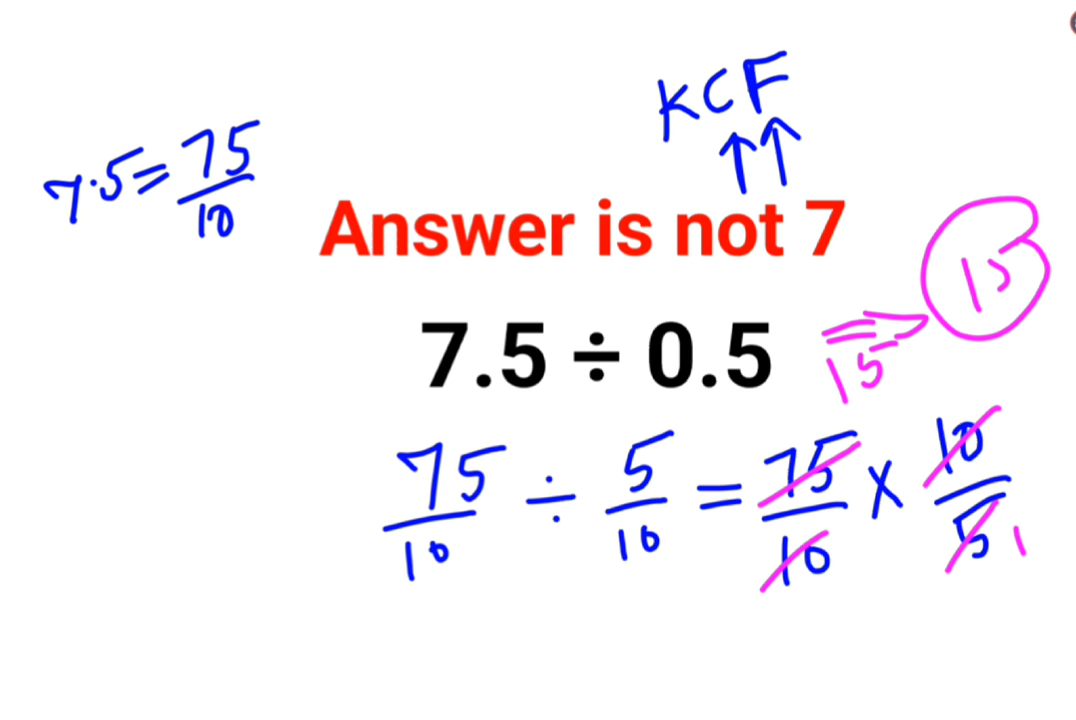 KCF
↑↑
7.5 = 75/10
Answer is not 7
7.5 ÷ 0.5 ⇒ 15
15
75/10 ÷ 5/10 = 75/10 × 10/5 1